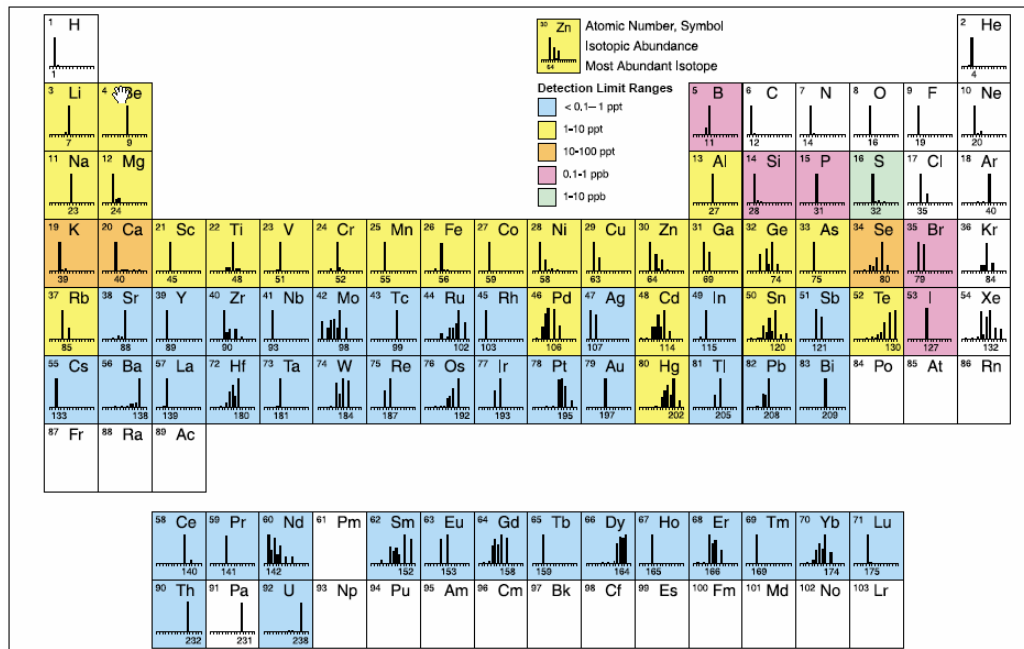 1 H
1
30 Zn
64
Atomic Number, Symbol
Isotopic Abundance
Most Abundant Isotope
2 He
4
3 Li
7
4 Be
9
Detection Limit Ranges
< 0.1– 1 ppt
1-10 ppt
10-100 ppt
0.1-1 ppb
1-10 ppb
5 B
11
6 C
12
7 N
14
8 O
16
9 F
19
10 Ne
20
11 Na
23
12 Mg
24
13 Al
27
14 Si
28
15 P
31
16 S
32
17 Cl
35
18 Ar
40
19 K
39
20 Ca
40
21 Sc
45
22 Ti
48
23 V
51
24 Cr
52
25 Mn
55
26 Fe
56
27 Co
59
28 Ni
58
29 Cu
63
30 Zn
64
31 Ga
69
32 Ge
74
33 As
75
34 Se
80
35 Br
79
36 Kr
84
37 Rb
85
38 Sr
88
39 Y
89
40 Zr
90
41 Nb
93
42 Mo
98
43 Tc
99
44 Ru
102
45 Rh
103
46 Pd
106
47 Ag
107
48 Cd
114
49 In
115
50 Sn
120
51 Sb
121
52 Te
130
53 I
127
54 Xe
132
55 Cs
133
56 Ba
138
57 La
139
72 Hf
180
73 Ta
181
74 W
184
75 Re
187
76 Os
192
77 Ir
193
78 Pt
195
79 Au
197
80 Hg
202
81 Tl
205
82 Pb
208
83 Bi
209
84 Po
85 At
86 Rn
87 Fr
88 Ra
89 Ac
58 Ce
140
59 Pr
141
60 Nd
142
61 Pm
62 Sm
152
63 Eu
153
64 Gd
158
65 Tb
159
66 Dy
164
67 Ho
165
68 Er
166
69 Tm
169
70 Yb
174
71 Lu
175
90 Th
232
91 Pa
231
92 U
238
93 Np
94 Pu
95 Am
96 Cm
97 Bk
98 Cf
99 Es
100 Fm
101 Md
102 No
103 Lr